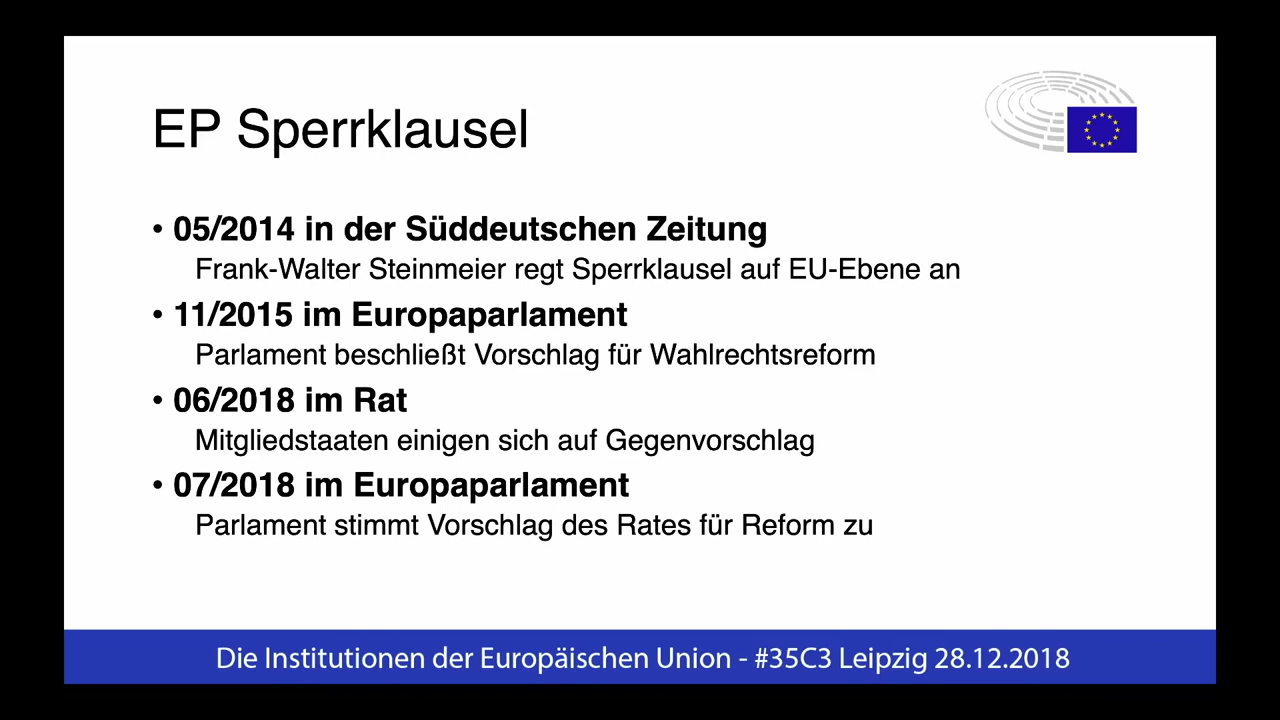 EP Sperrklausel
• 05/2014 in der Süddeutschen Zeitung
Frank-Walter Steinmeier regt Sperrklausel auf EU-Ebene an
• 11/2015 im Europaparlament
Parlament beschließt Vorschlag für Wahlrechtsreform
• 06/2018 im Rat
Mitgliedstaaten einigen sich auf Gegenvorschlag
• 07/2018 im Europaparlament
Parlament stimmt Vorschlag des Rates für Reform zu
Die Institutionen der Europäischen Union - #35C3 Leipzig 28.12.2018